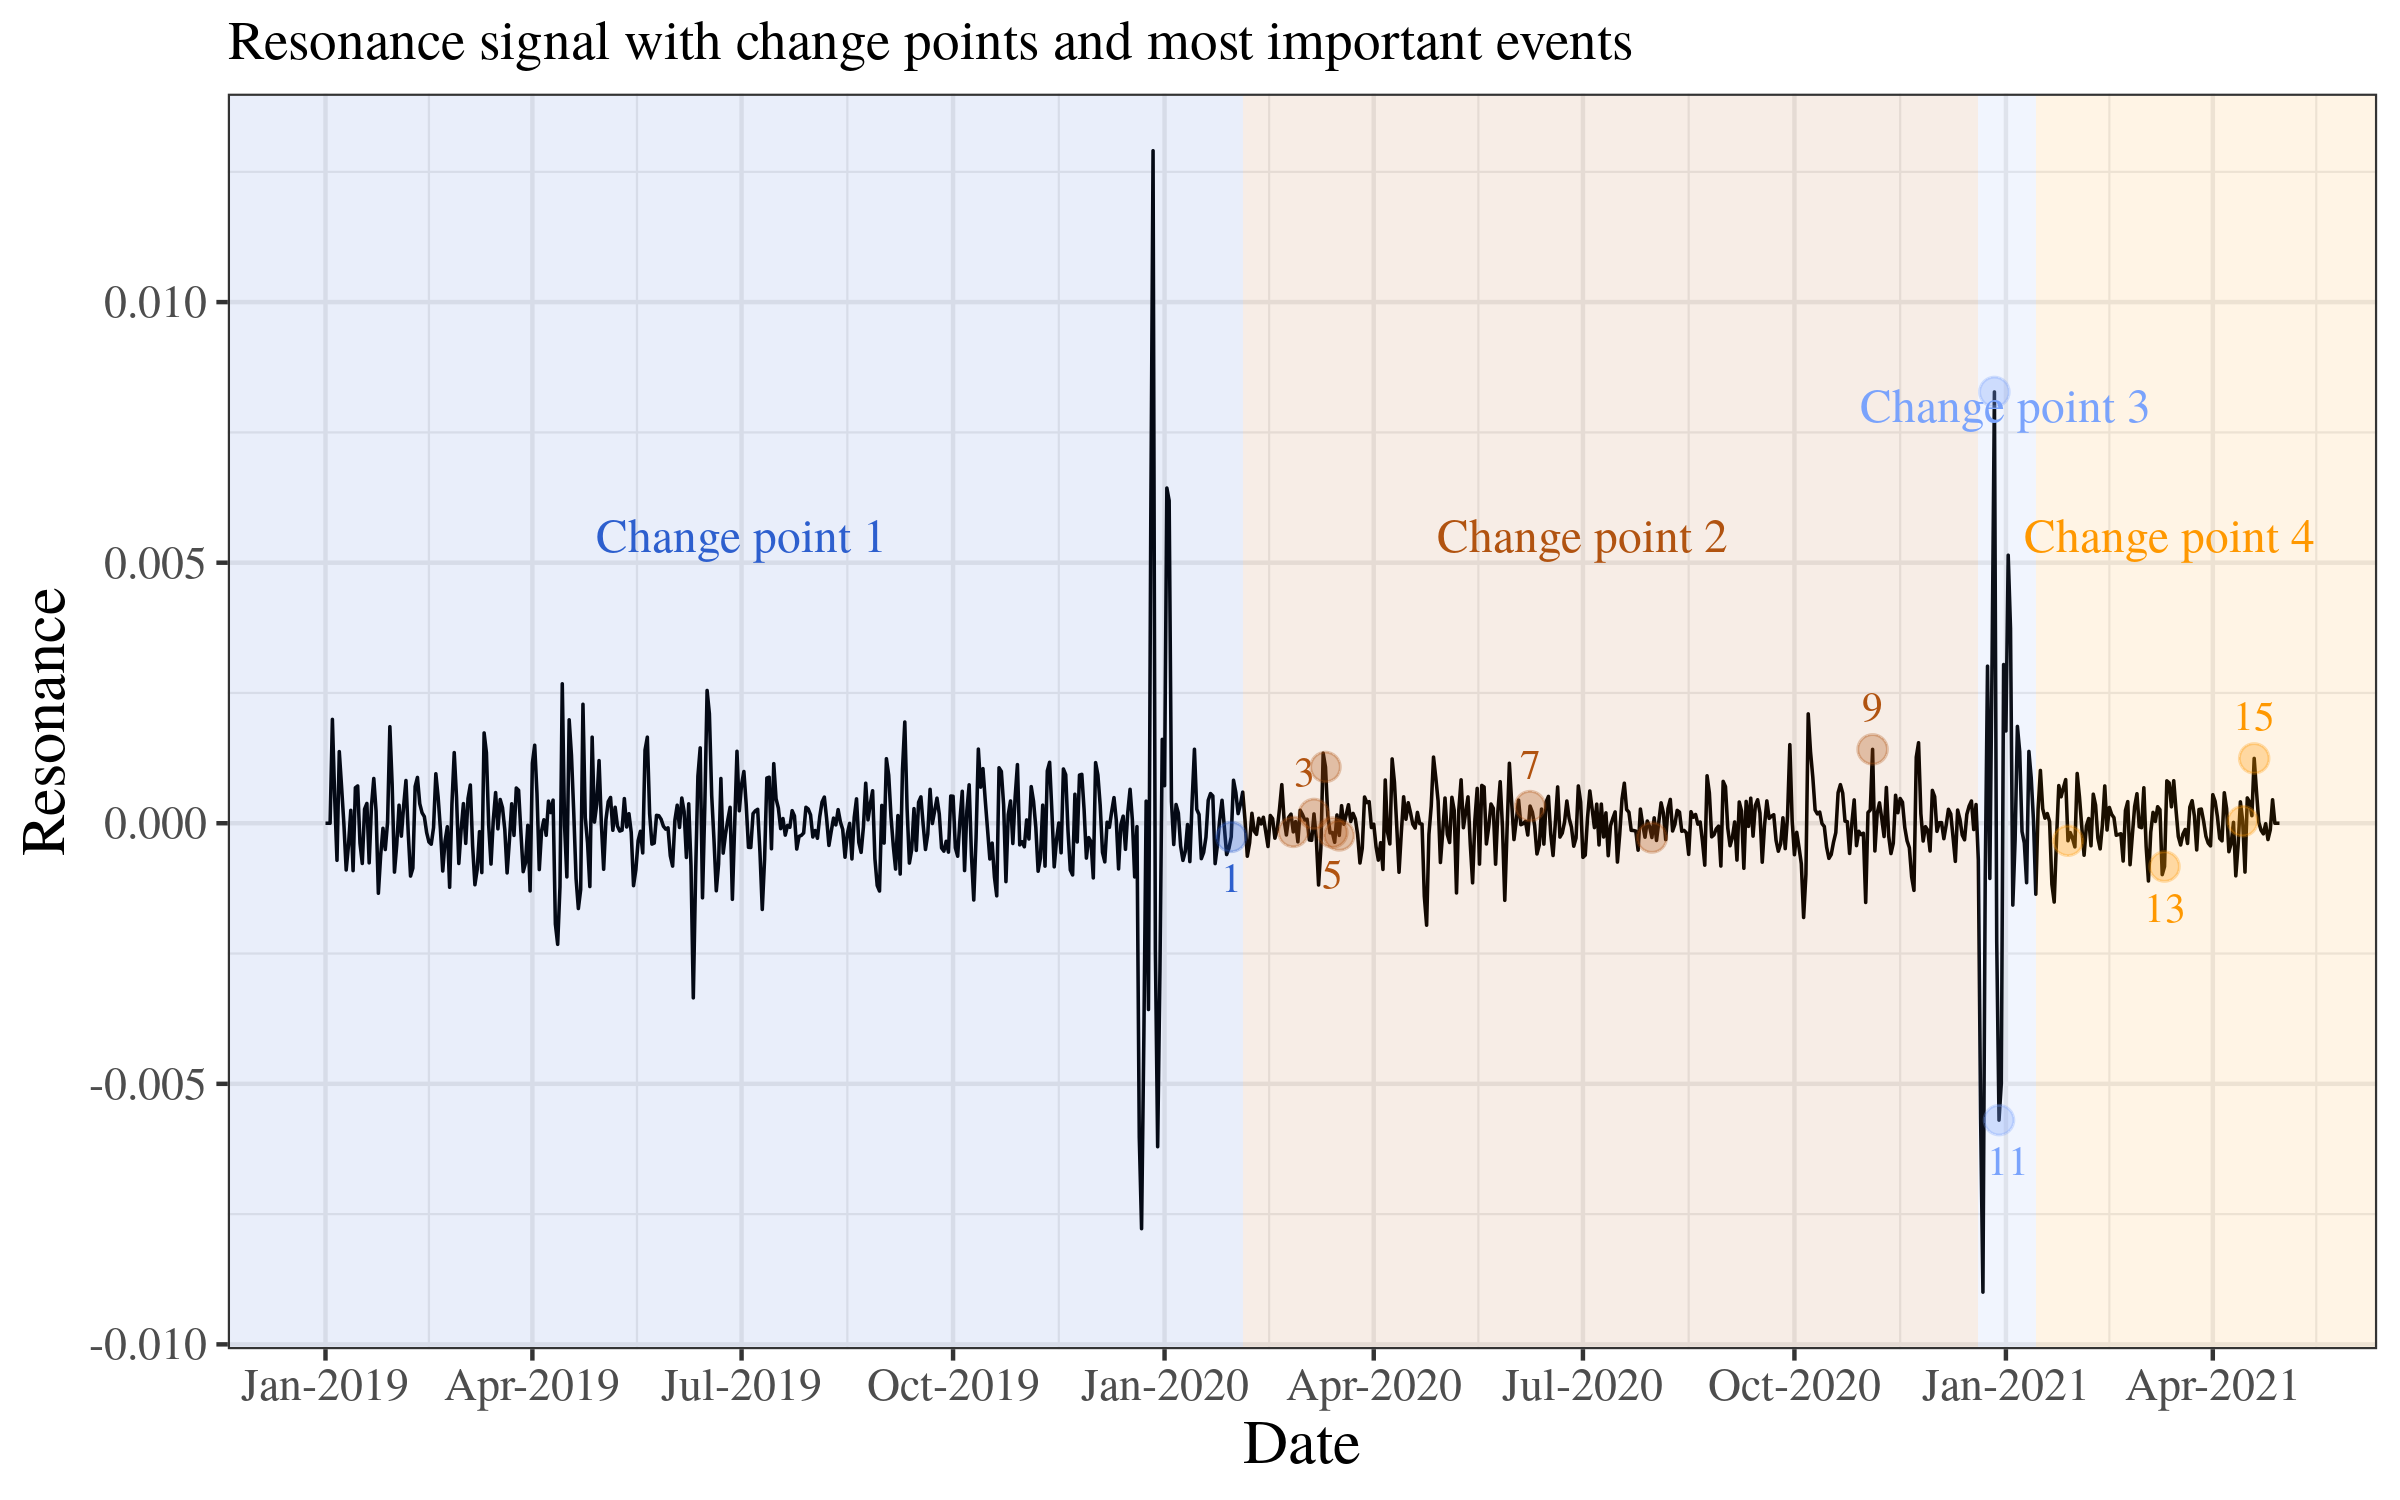 Resonance signal with change points and most important events
Resonance
0.010
0.005
0.000
-0.005
-0.010
Change point 1
Change point 2
Change point 3
Change point 4
1
3
5
7
9
11
13
15
Jan-2019
Apr-2019
Jul-2019
Oct-2019
Jan-2020
Apr-2020
Jul-2020
Oct-2020
Jan-2021
Apr-2021
Date